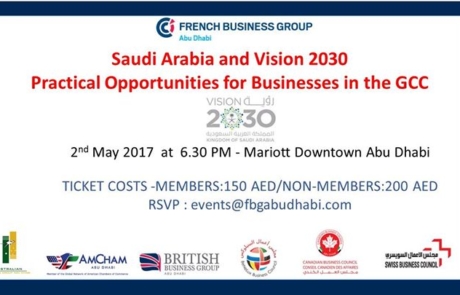 FRENCH BUSINESS GROUP
Abu Dhabi
Saudi Arabia and Vision 2030
Practical Opportunities for Businesses in the GCC
VISION رؤية
2030
المملكة العربية السعودية
KINGDOM OF SAUDI ARABIA
2nd May 2017 at 6.30 PM - Mariott Downtown Abu Dhabi
TICKET COSTS -MEMBERS:150 AED/NON-MEMBERS:200 AED
RSVP : events@fbgabudhabi.com
AMCHAM
ABU DHABI
BRITISH
BUSINESS GROUP
ABU DHABI
CANADIAN BUSINESS COUNCIL
مجلس الاعمال السويسري
SWISS BUSINESS COUNCIL